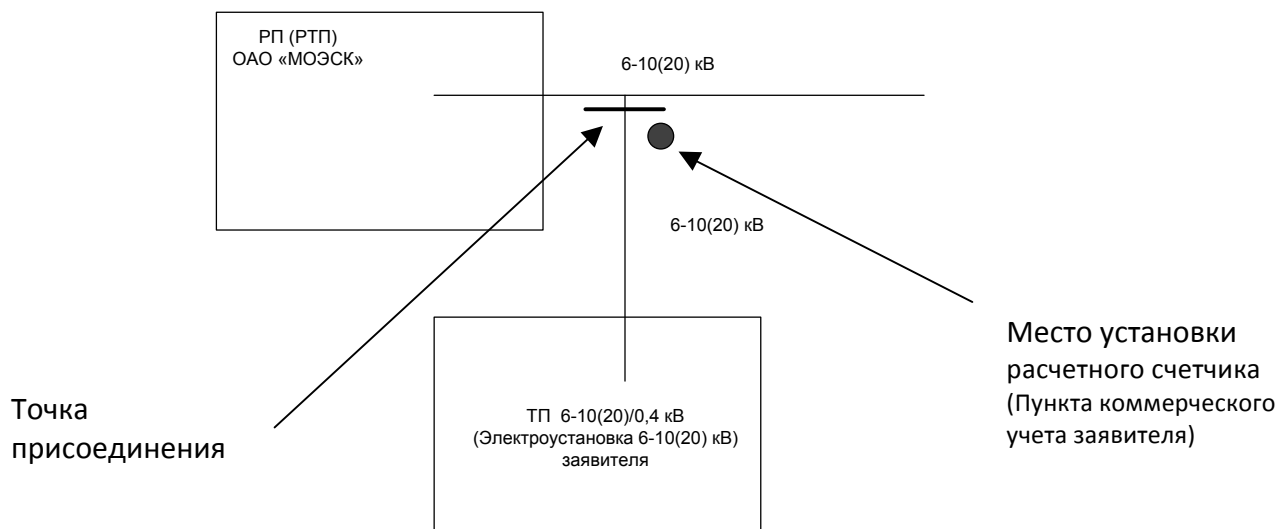 РП (РТП)
ОАО «МОЭСК»
6-10(20) кВ
6-10(20) кВ
Место установки
расчетного счетчика
(Пункта коммерческого
учета заявителя)
Точка
присоединения
ТП 6-10(20)/0,4 кВ
(Электроустановка 6-10(20) кВ)
заявителя